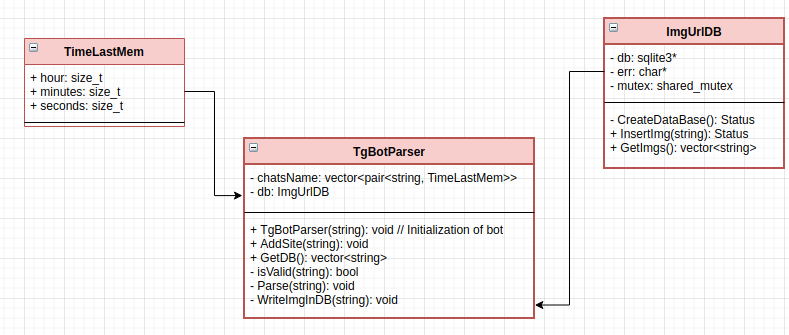 TimeLastMem
+ hour: size_t
+ minutes: size_t
+ seconds: size_t
ImgUrlDB
- db: sqlite3*
- err: char*
- mutex: shared_mutex
- CreateDataBase(): Status
+ InsertImg(string): Status
+ GetImgs(): vector<string>
TgBotParser
- chatsName: vector<pair<string, TimeLastMem>>
- db: ImgUrlDB
+ TgBotParser(string): void // Initialization of bot
+ AddSite(string): void
+ GetDB(): vector<string>
- isValid(string): bool
- Parse(string): void
- WriteImgInDB(string): void